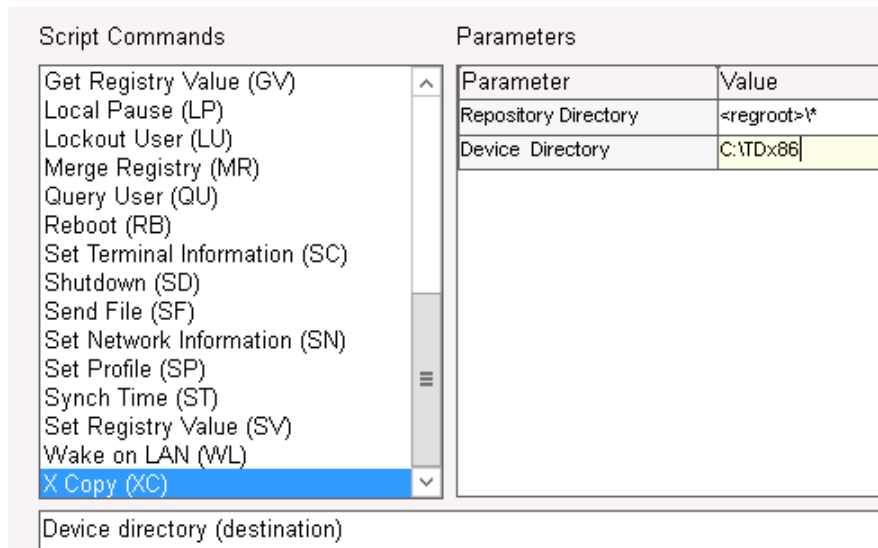 Script Commands
Parameters
Get Registry Value (GV)
Local Pause (LP)
Lockout User (LU)
Merge Registry (MR)
Query User (QU)
Reboot (RB)
Set Terminal Information (SC)
Shutdown (SD)
Send File (SF)
Set Network Information (SN)
Set Profile (SP)
Synch Time (ST)
Set Registry Value (SV)
Wake on LAN (WL)
X Copy (XC)
Parameter Value
Repository Directory <regroot>\*
Device Directory C:\TDx86
Device directory (destination)